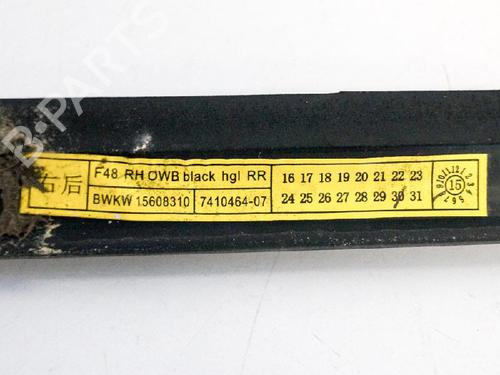 右后
F48 RH OWB black hgl RR
BWKW 15608310
7410464-07
16 17 18 19 20 21 22 23
24 25 26 27 28 29 30 31
15
B-PARTS